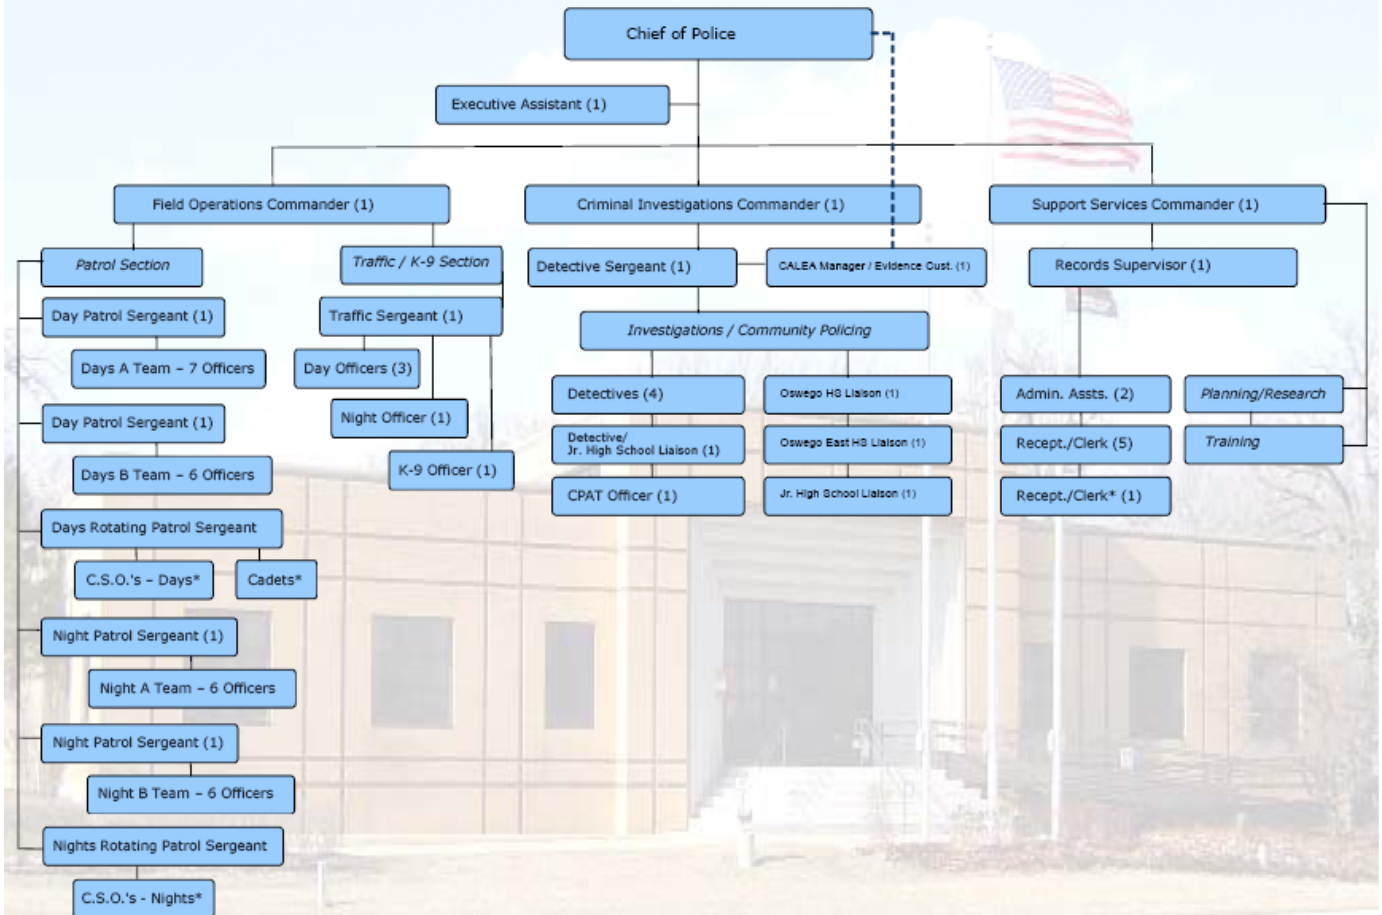 Chief of Police
Executive Assistant (1)
Field Operations Commander (1)
Criminal Investigations Commander (1)
Support Services Commander (1)
Patrol Section
Traffic / K-9 Section
Detective Sergeant (1)
CALEA Manager / Evidence Cust. (1)
Records Supervisor (1)
Day Patrol Sergeant (1)
Traffic Sergeant (1)
Investigations / Community Policing
Days A Team – 7 Officers
Day Officers (3)
Detectives (4)
Oswego HS Liaison (1)
Admin. Assts. (2)
Planning/Research
Day Patrol Sergeant (1)
Night Officer (1)
Detective/
Jr. High School Liaison (1)
Oswego East HS Liaison (1)
Recept./Clerk (5)
Training
Days B Team – 6 Officers
K-9 Officer (1)
CPAT Officer (1)
Jr. High School Liaison (1)
Recept./Clerk* (1)
Days Rotating Patrol Sergeant
C.S.O.'s – Days*
Cadets*
Night Patrol Sergeant (1)
Night A Team – 6 Officers
Night Patrol Sergeant (1)
Night B Team – 6 Officers
Nights Rotating Patrol Sergeant
C.S.O.'s - Nights*